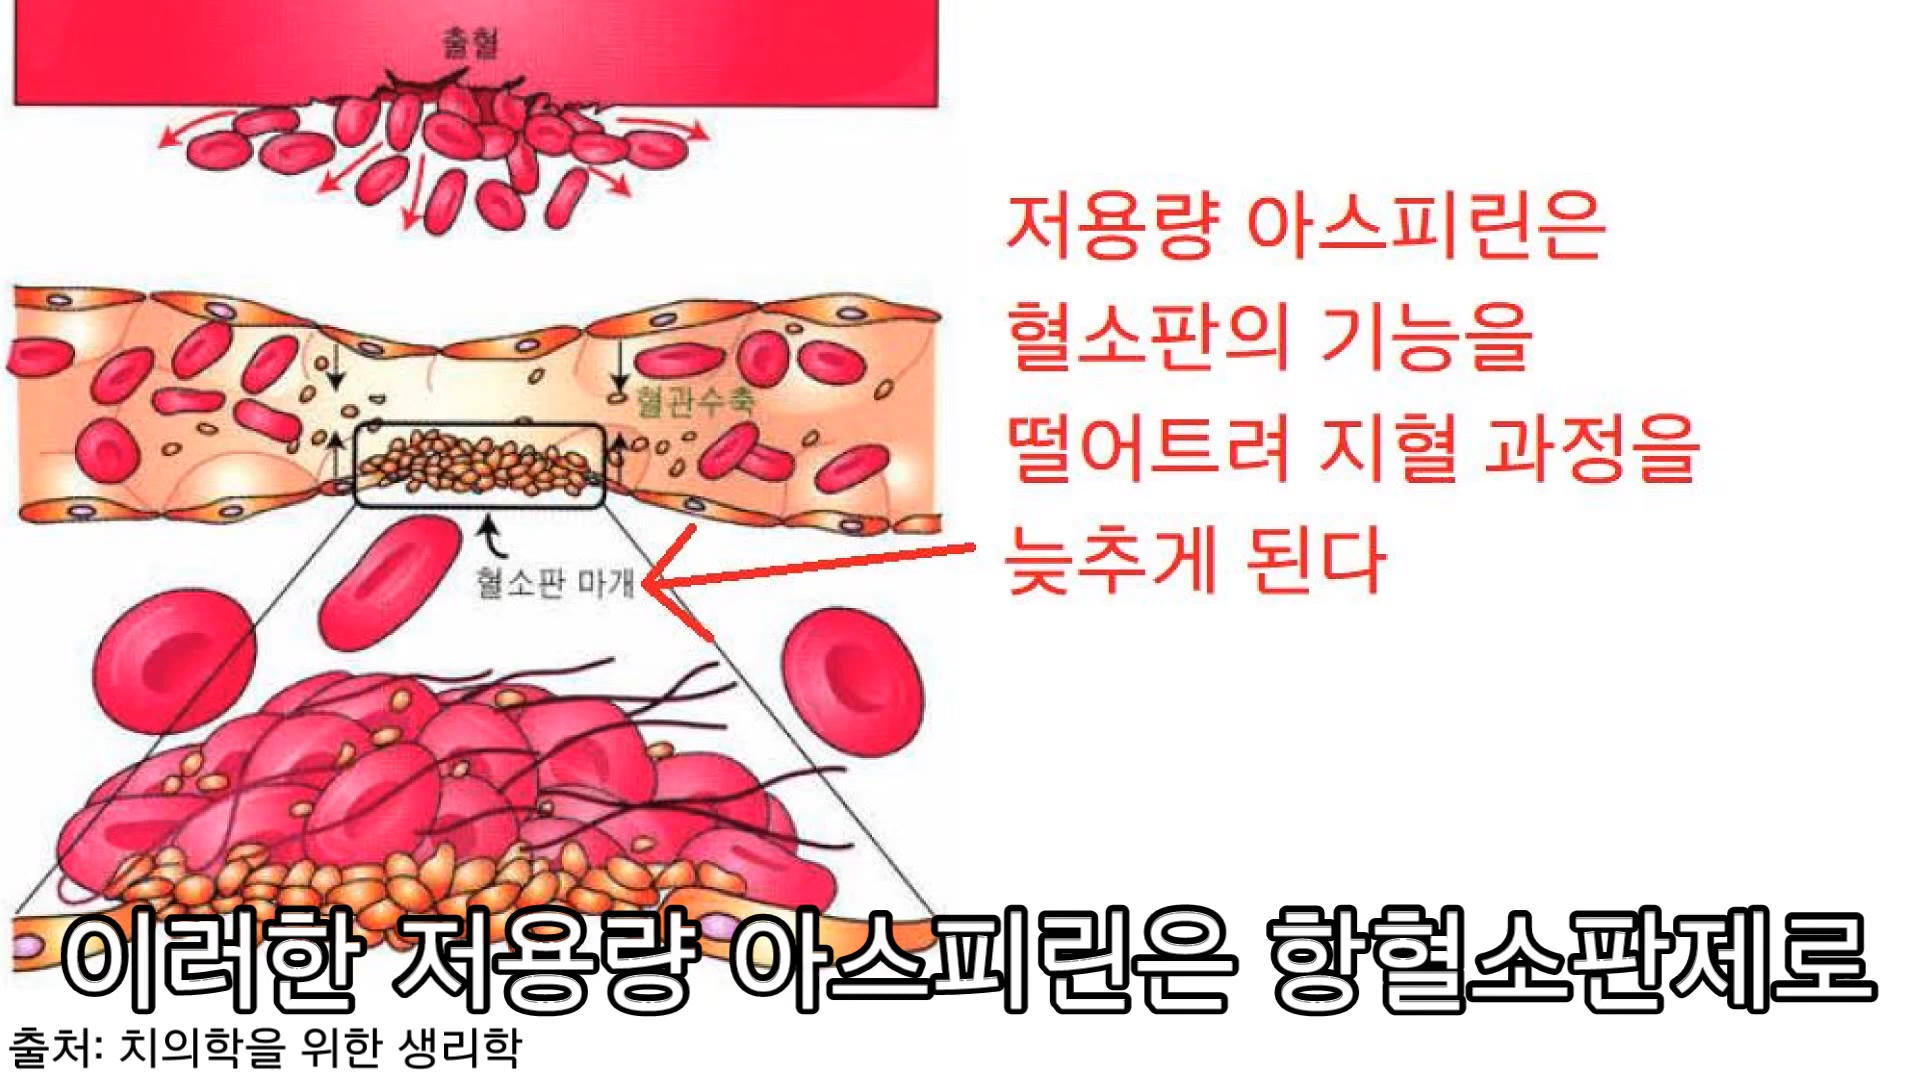 출혈
저용량 아스피린은
혈소판의 기능을
떨어트려 지혈 과정을
늦추게 된다
혈관수축
혈소판 마개
이러한 저용량 아스피린은 항혈소판제로
출처: 치의학을 위한 생리학